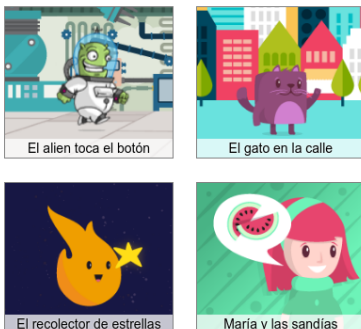 El alien toca el botón
El gato en la calle
El recolector de estrellas
María y las sandías